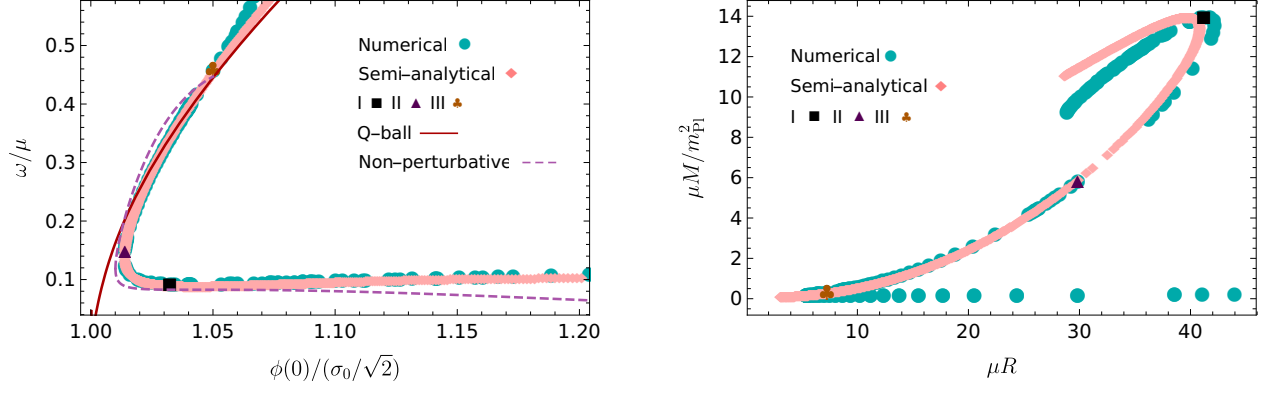 0.5
0.4
0.3
0.2
0.1
ω/μ
1.00
1.05
1.10
1.15
1.20
ϕ(0)/(σ₀/√2)
Numerical
Semi–analytical
I II III
Q–ball
Non–perturbative
14
12
10
8
6
4
2
0
μM/m²Pl
10
20
30
40
μR
Numerical
Semi–analytical
I II III